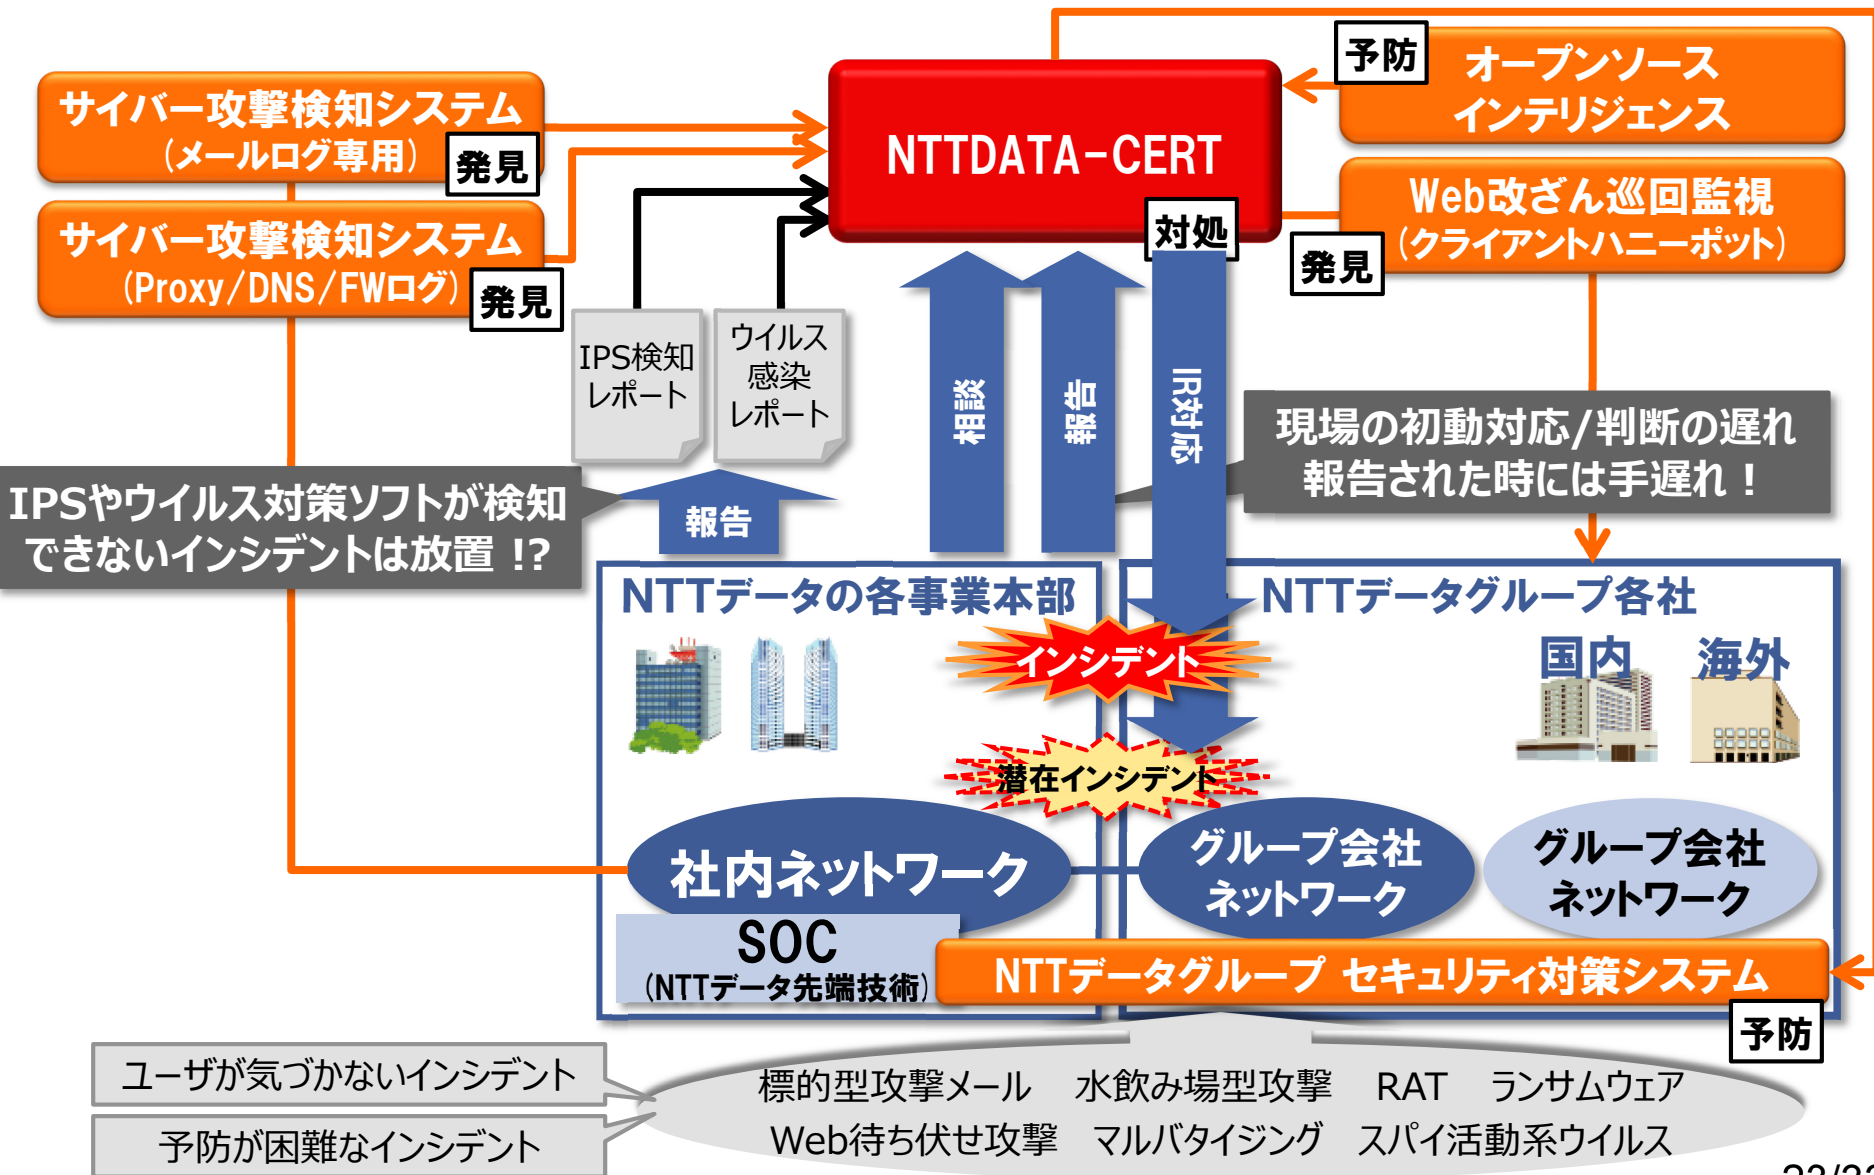 予防
オープンソース
インテリジェンス
サイバー攻撃検知システム
(メールログ専用)
発見
NTTDATA-CERT
対処
Web改ざん巡回監視
(クライアントハニーポット)
発見
サイバー攻撃検知システム
(Proxy/DNS/FWログ)
発見
IPS検知
レポート
ウイルス
感染
レポート
相談
報告
IR対応
現場の初動対応/判断の遅れ
報告された時には手遅れ!
IPSやウイルス対策ソフトが検知
できないインシデントは放置!?
報告
NTTデータの各事業本部
NTTデータグループ各社
国内
海外
インシデント
潜在インシデント
社内ネットワーク
グループ会社
ネットワーク
グループ会社
ネットワーク
SOC
(NTTデータ先端技術)
NTTデータグループ セキュリティ対策システム
予防
ユーザが気づかないインシデント
予防が困難なインシデント
標的型攻撃メール 水飲み場型攻撃 RAT ランサムウェア
Web待ち伏せ攻撃 マルバタイジング スパイ活動系ウイルス